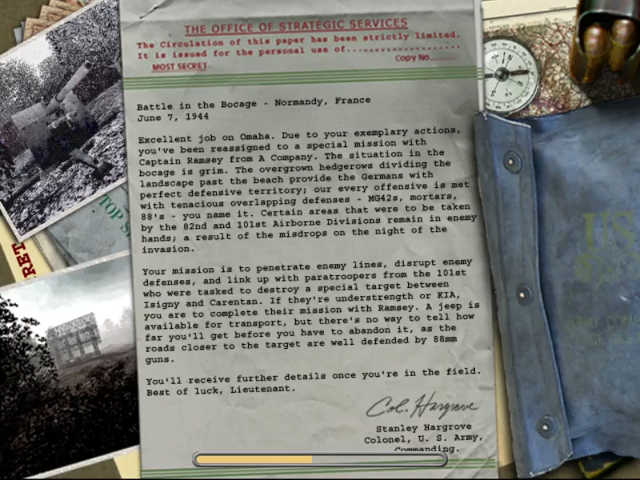 THE OFFICE OF STRATEGIC SERVICES
The Circulation of this paper has been strictly limited.
It is issued for the personal use of...................
MOST SECRET
Copy No........
Battle in the Bocage - Normandy, France
June 7, 1944
Excellent job on Omaha. Due to your exemplary actions,
you've been reassigned to a special mission with
Captain Ramsey from A Company. The situation in the
bocage is grim. The overgrown hedgerows dividing the
landscape past the beach provide the Germans with
perfect defensive territory; our every offensive is met
with tenacious overlapping defenses - MG42s, mortars,
88's - you name it. Certain areas that were to be taken
by the 82nd and 101st Airborne Divisions remain in enemy
hands; a result of the misdrops on the night of the
invasion.
Your mission is to penetrate enemy lines, disrupt enemy
defenses, and link up with paratroopers from the 101st
who were tasked to destroy a special target between
Isigny and Carentan. If they're understrength or KIA,
you are to complete their mission with Ramsey. A jeep is
available for transport, but there's no way to tell how
far you'll get before you have to abandon it, as the
roads closer to the target are well defended by 88mm
guns.
You'll receive further details once you're in the field.
Best of luck, Lieutenant.
Col. Hargrove
Stanley Hargrove
Colonel, U. S. Army,
Commanding.
TOP S
RET
US